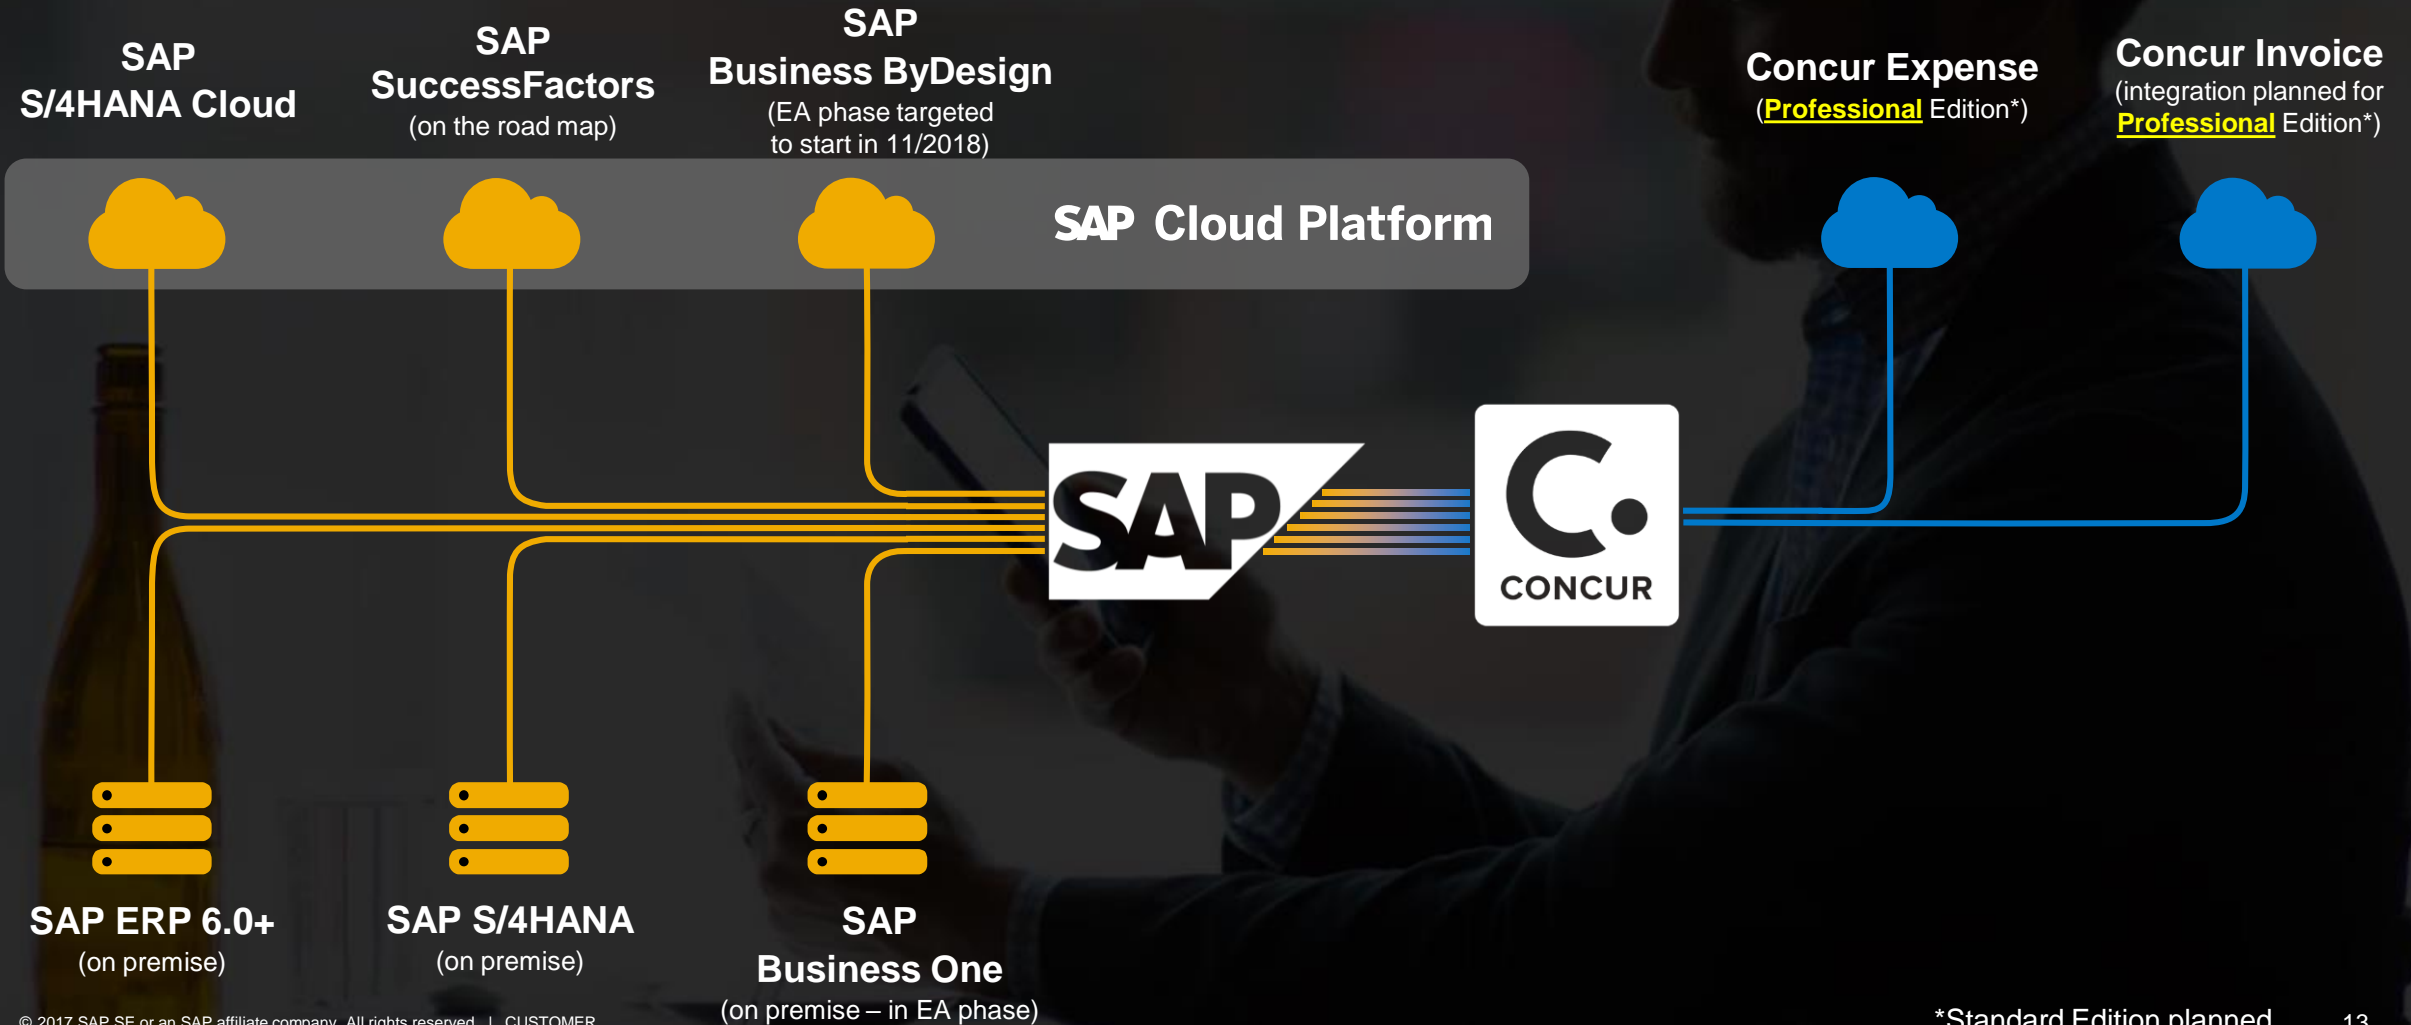 SAP
S/4HANA Cloud
SAP
SuccessFactors
(on the road map)
SAP
Business ByDesign
(EA phase targeted
to start in 11/2018)
Concur Expense
(Professional Edition*)
Concur Invoice
(integration planned for
Professional Edition*)
SAP Cloud Platform
SAP
C.
CONCUR
SAP ERP 6.0+
(on premise)
SAP S/4HANA
(on premise)
SAP
Business One
(on premise – in EA phase)
© 2017 SAP SE or an SAP affiliate company. All rights reserved. | CUSTOMER
*Standard Edition planned
13